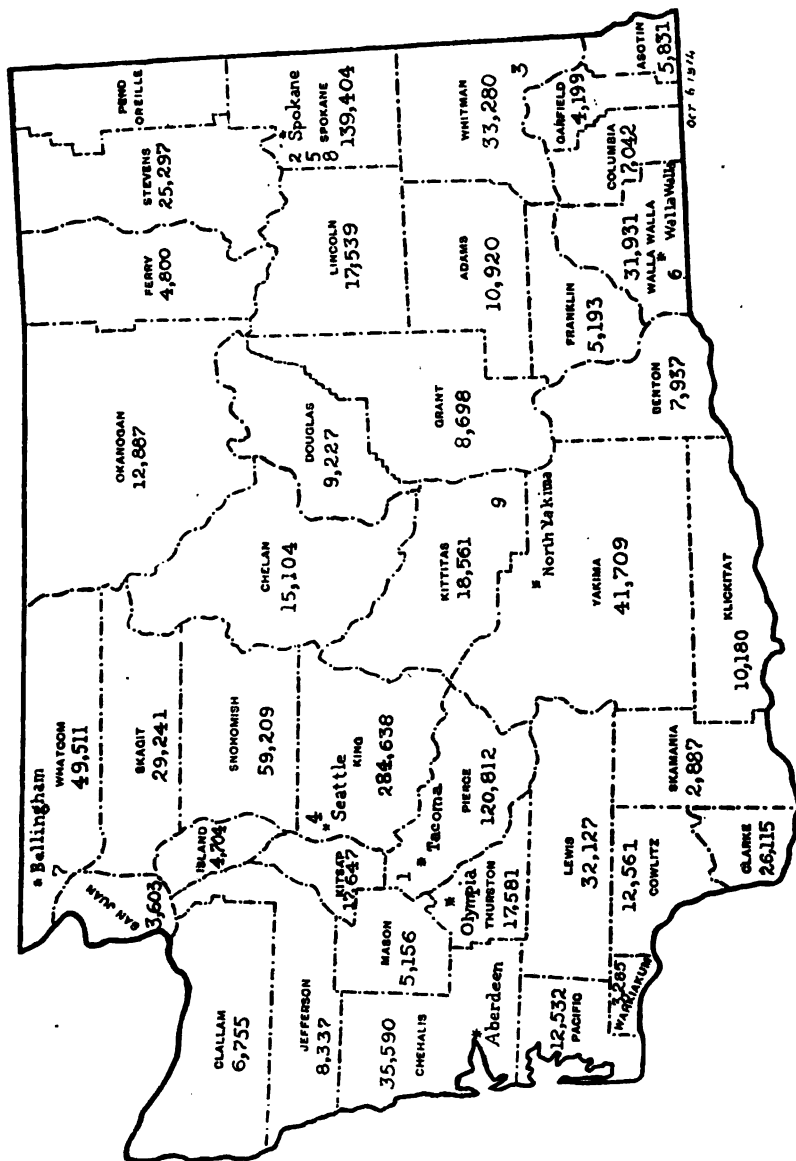 Ballingham
7
WHATCOM
49,511
SAN JUAN
3,603
SKAGIT
29,241
ISLAND
4,704
SNOHOMISH
59,209
CLALLAM
6,755
JEFFERSON
8,337
4
Seattle
KING
284,638
KITSAP
17,647
1
Tacoma
PIERCE
120,812
MASON
5,156
Olympia
THURSTON
17,581
35,590
CHEHALIS
Aberdeen
LEWIS
32,127
12,532
PACIFIC
3,285
WAHKIAKUM
12,561
COWLITZ
CLARKE
26,115
SKAMANIA
2,887
OKANOGAN
12,887
CHELAN
15,104
DOUGLAS
9,227
KITTITAS
18,561
9
GRANT
8,698
North Yakima
YAKIMA
41,709
KLICKITAT
10,180
BENTON
7,937
FERRY
4,800
STEVENS
25,297
PEND
OREILLE
LINCOLN
17,539
Spokane
2
5
8
SPOKANE
139,404
ADAMS
10,920
WHITMAN
33,280
3
FRANKLIN
5,193
31,931
WALLA WALLA
Walla Walla
6
COLUMBIA
17,042
GARFIELD
4,199
ASOTIN
5,831
OCT 6 1914